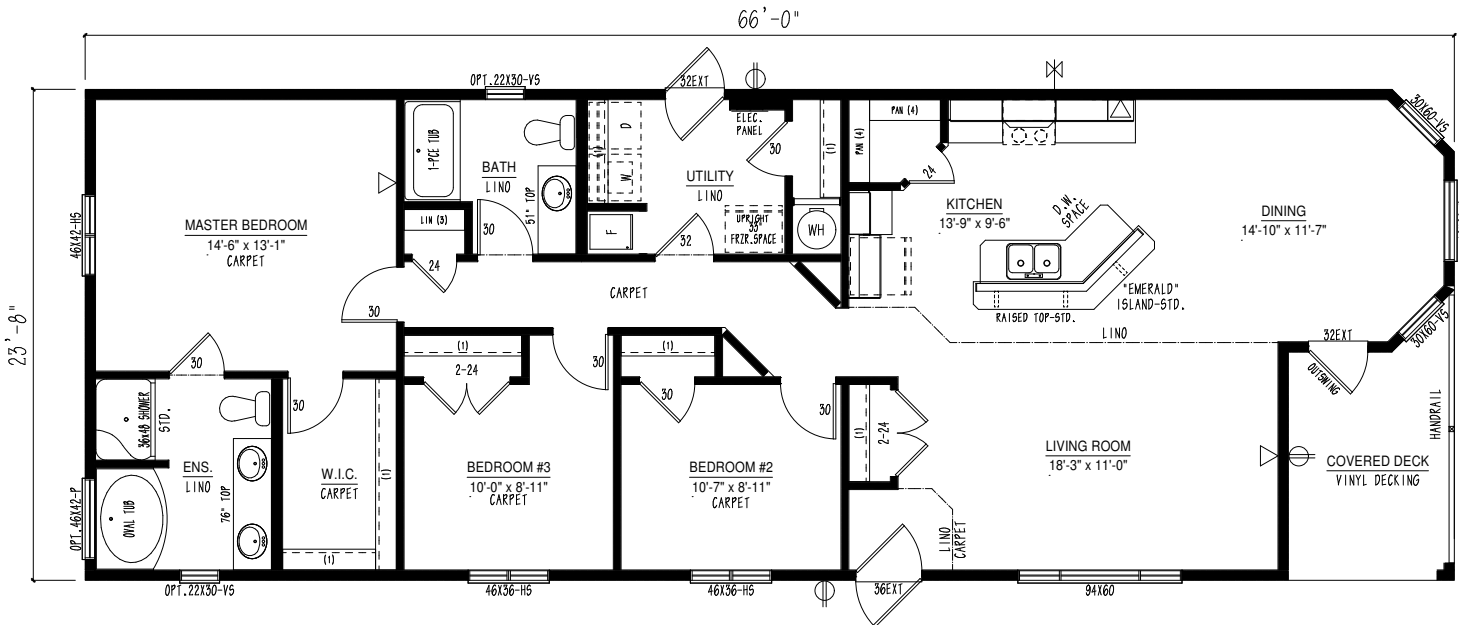 66'-0"
OPT.22X30-VS
32EXT
30X60-VS
ELEC.
PANEL
PAN (4)
PAN (4)
1-PCE TUB
D
(1)
W
(1)
30
24
BATH
LINO
51" TOP
UTILITY
LINO
KITCHEN
13'-9" x 9'-6"
D.W.
SPACE
DINING
14'-10" x 11'-7"
MASTER BEDROOM
14'-6" x 13'-1"
CARPET
46X42-HS
LIN (3)
30
F
32
UPRIGHT
33"
FRZR.SPACE
WH
24
CARPET
"EMERALD"
ISLAND-STD.
RAISED TOP-STD.
23'-8"
30
LINO
30X60-VS
32EXT
OUTSWING
30
(1)
2-24
30
(1)
30
30
30
36x48 SHOWER
STD.
(1)
2-24
HANDRAIL
ENS.
LINO
W.I.C.
CARPET
(1)
BEDROOM #3
10'-0" x 8'-11"
CARPET
BEDROOM #2
10'-7" x 8'-11"
CARPET
LIVING ROOM
18'-3" x 11'-0"
COVERED DECK
VINYL DECKING
OPT.46X42-P
OVAL TUB
76" TOP
(1)
LINO
CARPET
OPT.22X30-VS
46X36-HS
46X36-HS
36EXT
94X60